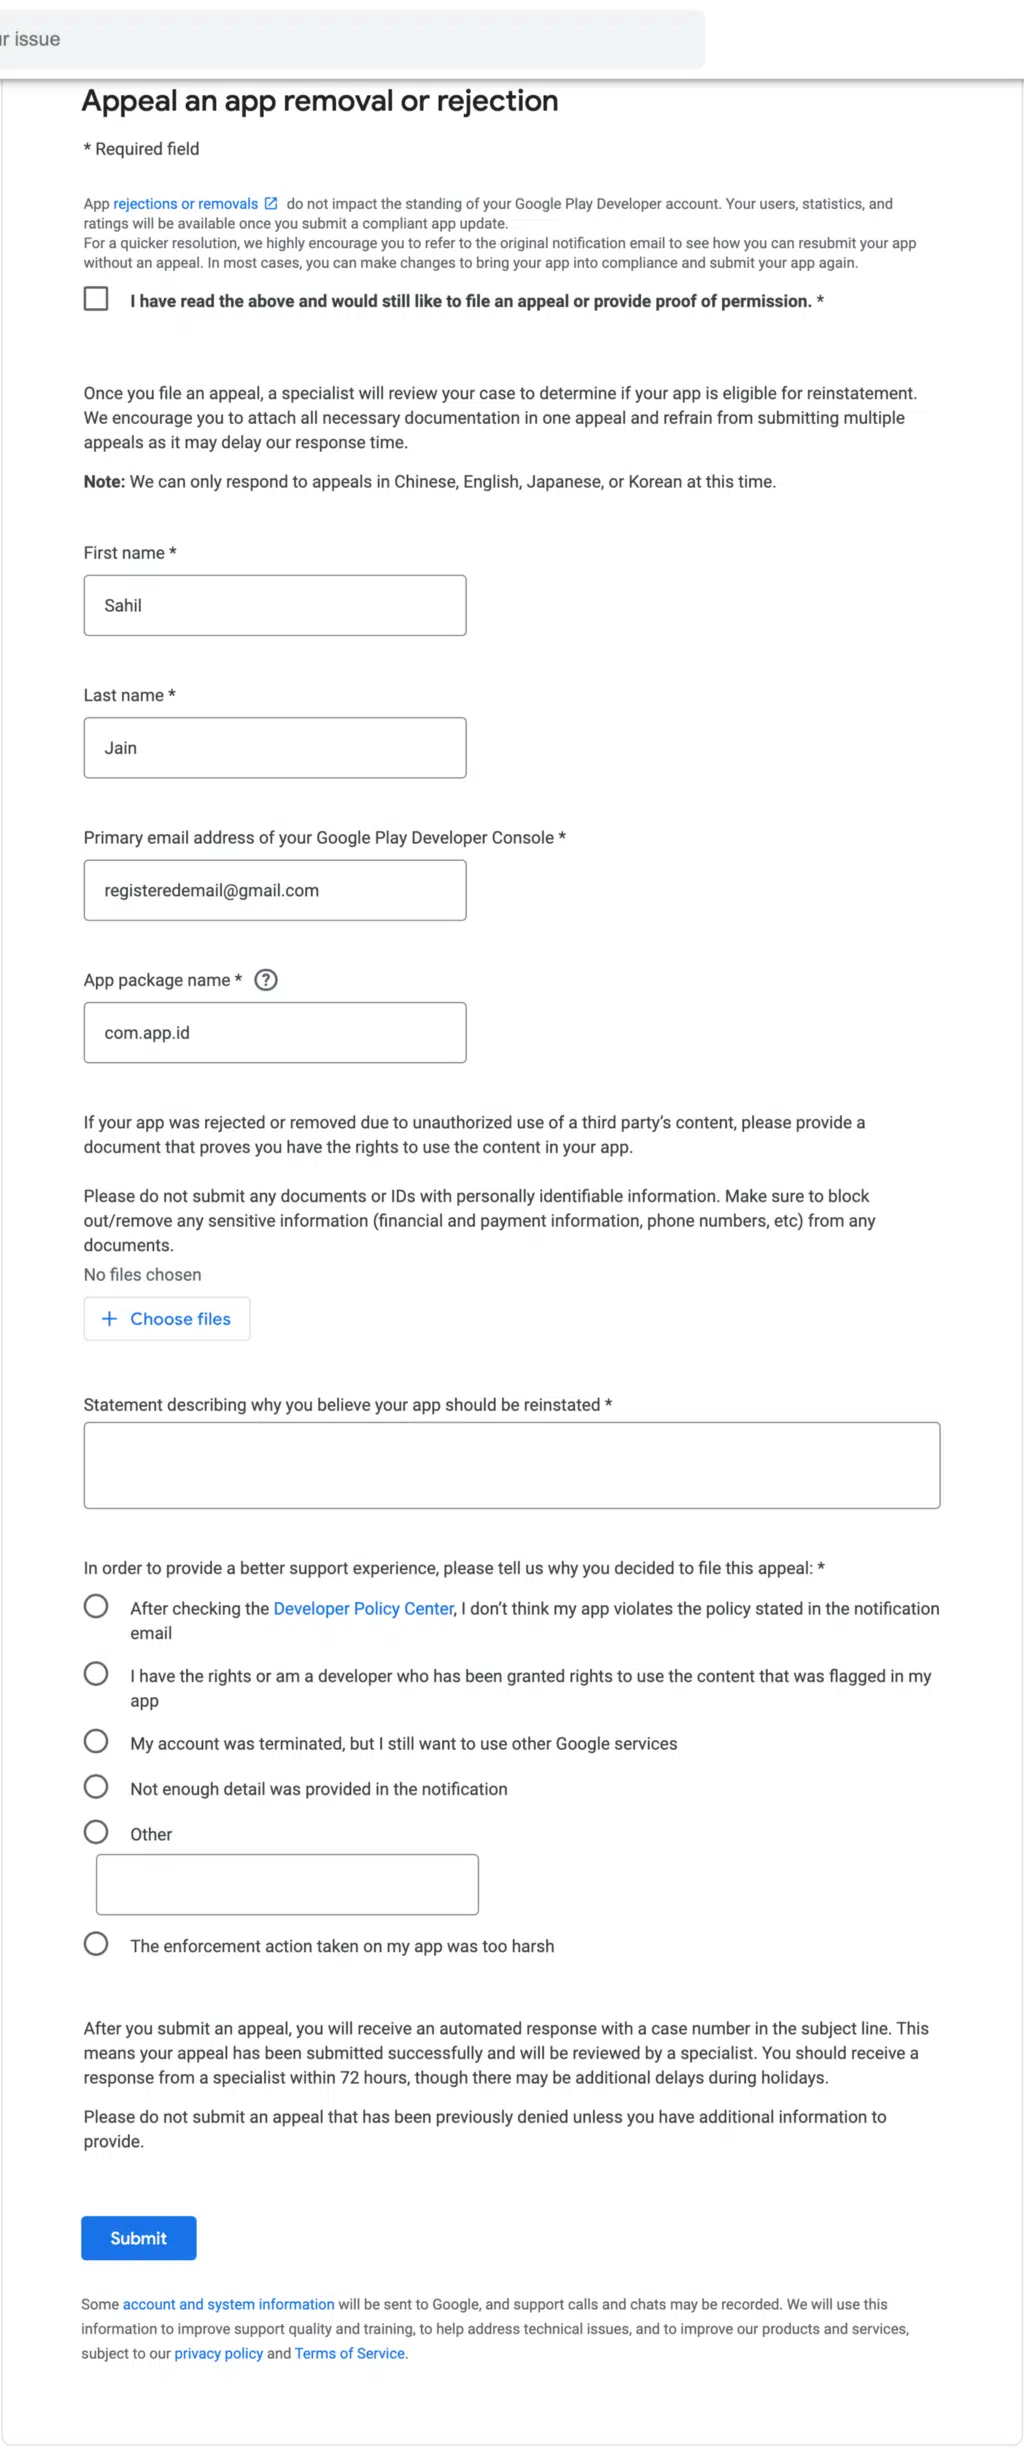 r issue
Appeal an app removal or rejection
* Required field
App rejections or removals do not impact the standing of your Google Play Developer account. Your users, statistics, and
ratings will be available once you submit a compliant app update.
For a quicker resolution, we highly encourage you to refer to the original notification email to see how you can resubmit your app
without an appeal. In most cases, you can make changes to bring your app into compliance and submit your app again.
I have read the above and would still like to file an appeal or provide proof of permission. *
Once you file an appeal, a specialist will review your case to determine if your app is eligible for reinstatement.
We encourage you to attach all necessary documentation in one appeal and refrain from submitting multiple
appeals as it may delay our response time.
Note: We can only respond to appeals in Chinese, English, Japanese, or Korean at this time.
First name *
Sahil
Last name *
Jain
Primary email address of your Google Play Developer Console *
registeredemail@gmail.com
App package name * ?
com.app.id
If your app was rejected or removed due to unauthorized use of a third party’s content, please provide a
document that proves you have the rights to use the content in your app.
Please do not submit any documents or IDs with personally identifiable information. Make sure to block
out/remove any sensitive information (financial and payment information, phone numbers, etc) from any
documents.
No files chosen
+ Choose files
Statement describing why you believe your app should be reinstated *
In order to provide a better support experience, please tell us why you decided to file this appeal: *
After checking the Developer Policy Center, I don’t think my app violates the policy stated in the notification
email
I have the rights or am a developer who has been granted rights to use the content that was flagged in my
app
My account was terminated, but I still want to use other Google services
Not enough detail was provided in the notification
Other
The enforcement action taken on my app was too harsh
After you submit an appeal, you will receive an automated response with a case number in the subject line. This
means your appeal has been submitted successfully and will be reviewed by a specialist. You should receive a
response from a specialist within 72 hours, though there may be additional delays during holidays.
Please do not submit an appeal that has been previously denied unless you have additional information to
provide.
Submit
Some account and system information will be sent to Google, and support calls and chats may be recorded. We will use this
information to improve support quality and training, to help address technical issues, and to improve our products and services,
subject to our privacy policy and Terms of Service.